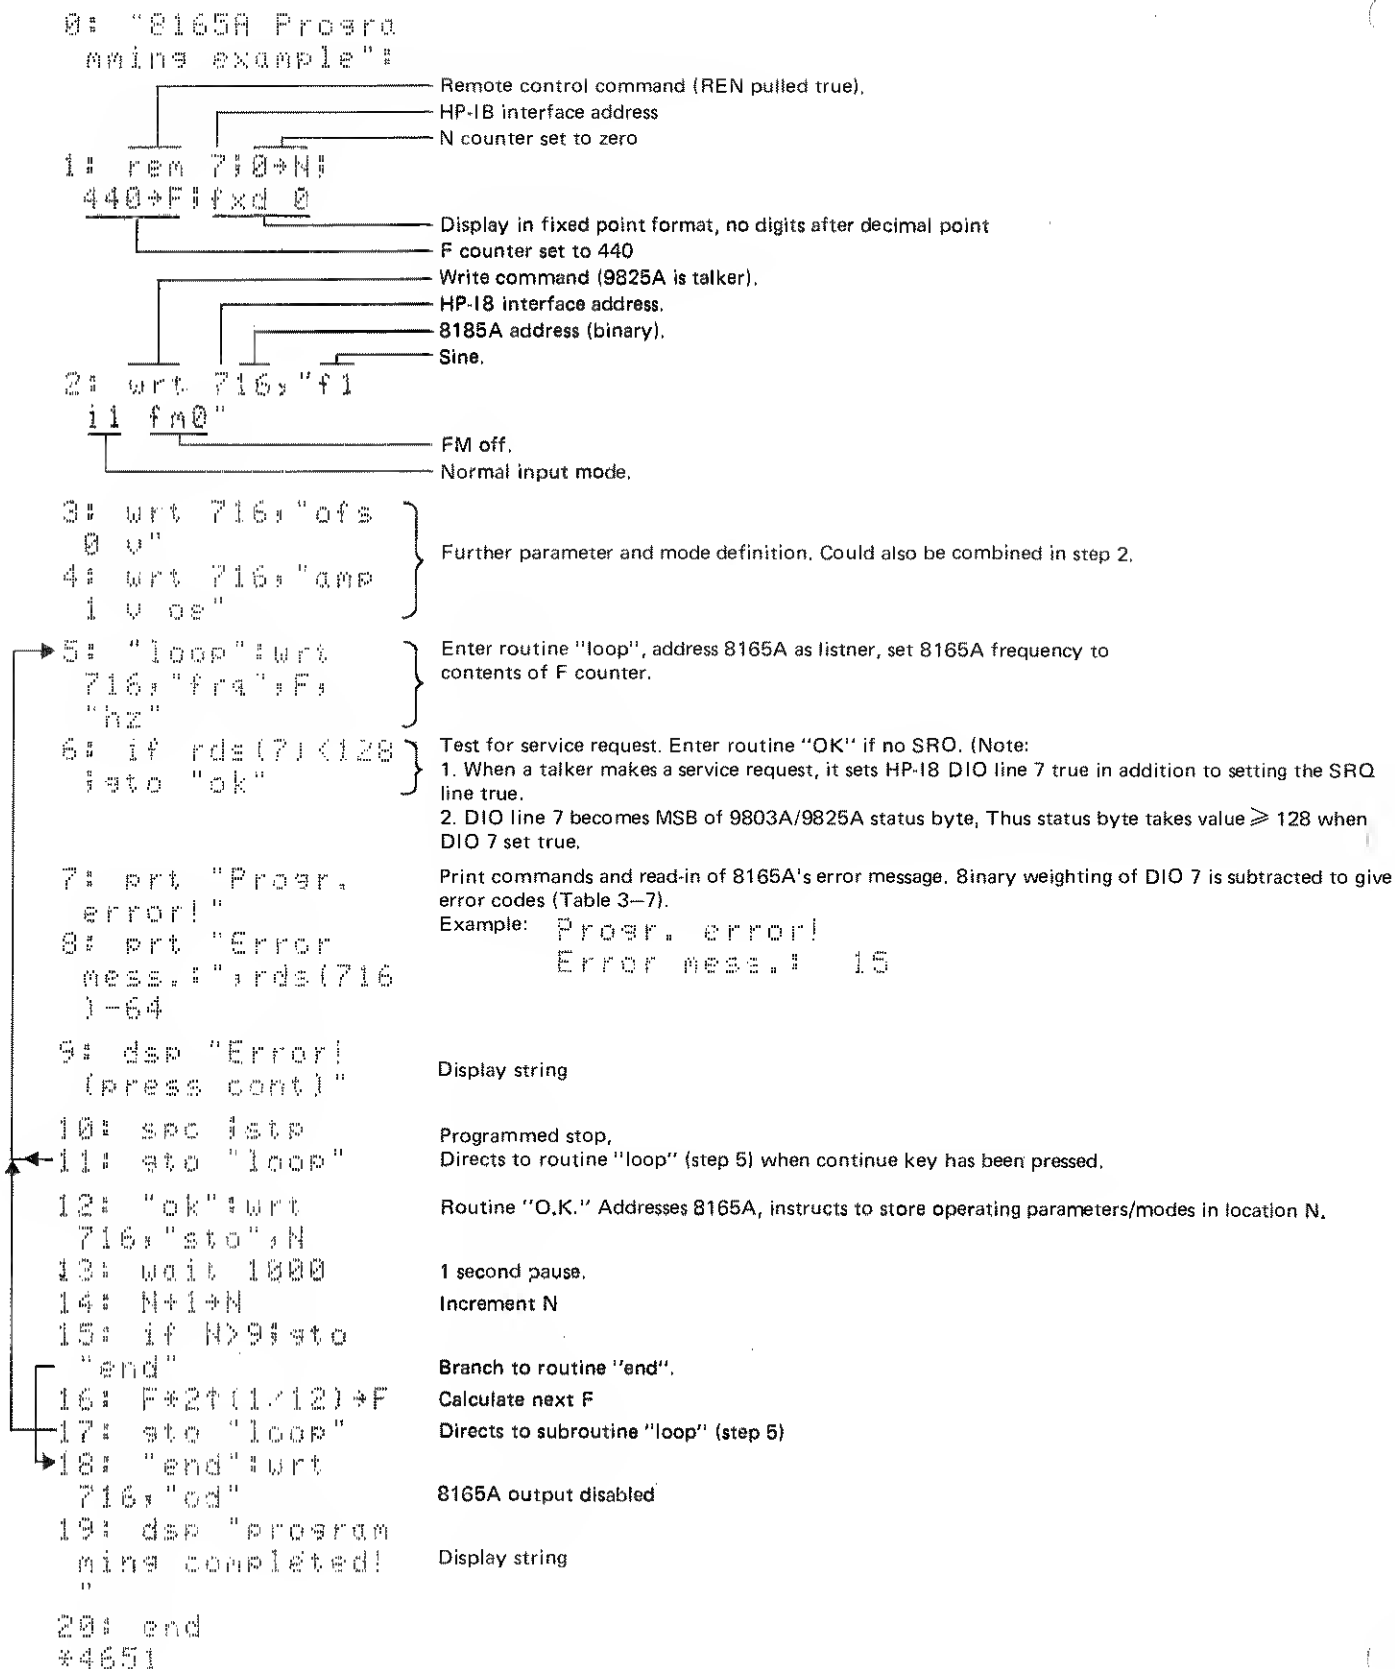 0: "8165A Progra
mming example":
Remote control command (REN pulled true).
HP-IB interface address
N counter set to zero
1: rem 7;0→N;
440→F;fxd 0
Display in fixed point format, no digits after decimal point
F counter set to 440
Write command (9825A is talker).
HP-I8 interface address.
8185A address (binary).
Sine.
2: wrt 716,"f1
i1 fm0"
FM off.
Normal input mode.
3: wrt 716,"ofs
0 v"
4: wrt 716,"amp
1 v oe"
Further parameter and mode definition. Could also be combined in step 2.
5: "loop":wrt
716,"frq",F,
"hz"
Enter routine "loop", address 8165A as listner, set 8165A frequency to
contents of F counter.
6: if rds(7)<128
;gto "ok"
Test for service request. Enter routine "OK" if no SRO. (Note:
1. When a talker makes a service request, it sets HP-I8 DIO line 7 true in addition to setting the SRQ
line true.
2. DIO line 7 becomes MSB of 9803A/9825A status byte, Thus status byte takes value ⩾ 128 when
DIO 7 set true.
7: prt "Progr.
error!"
8: prt "Error
mess.:",rds(716
)-64
Print commands and read-in of 8165A's error message. 8inary weighting of DIO 7 is subtracted to give
error codes (Table 3–7).
Example: Progr. error!
Error mess.: 15
9: dsp "Error!
(press cont)"
Display string
10: spc ;stp
Programmed stop,
11: gto "loop"
Directs to routine "loop" (step 5) when continue key has been pressed.
12: "ok":wrt
716,"sto",N
Routine "O.K." Addresses 8165A, instructs to store operating parameters/modes in location N.
13: wait 1000
1 second pause.
14: N+1→N
Increment N
15: if N>9;gto
"end"
Branch to routine "end".
16: F*2↑(1/12)→F
Calculate next F
17: gto "loop"
Directs to subroutine "loop" (step 5)
18: "end":wrt
716,"od"
8165A output disabled
19: dsp "program
ming completed!
"
Display string
20: end
*4651